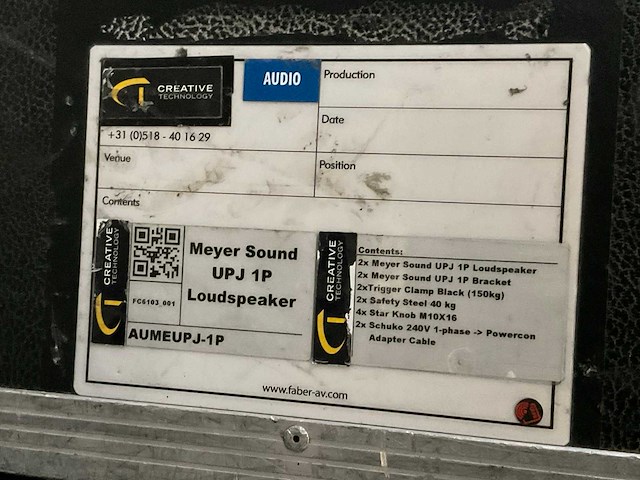 CREATIVE
TECHNOLOGY
AUDIO
Production
+31 (0)518 - 40 16 29
Date
Venue
Position
Contents
CREATIVE
TECHNOLOGY
FC6103_001
Meyer Sound
UPJ 1P
Loudspeaker
AUMEUPJ-1P
CREATIVE
TECHNOLOGY
Contents:
2x Meyer Sound UPJ 1P Loudspeaker
2x Meyer Sound UPJ 1P Bracket
2xTrigger Clamp Black (150kg)
2x Safety Steel 40 kg
4x Star Knob M10X16
2x Schuko 240V 1-phase -> Powercon
Adapter Cable
www.faber-av.com